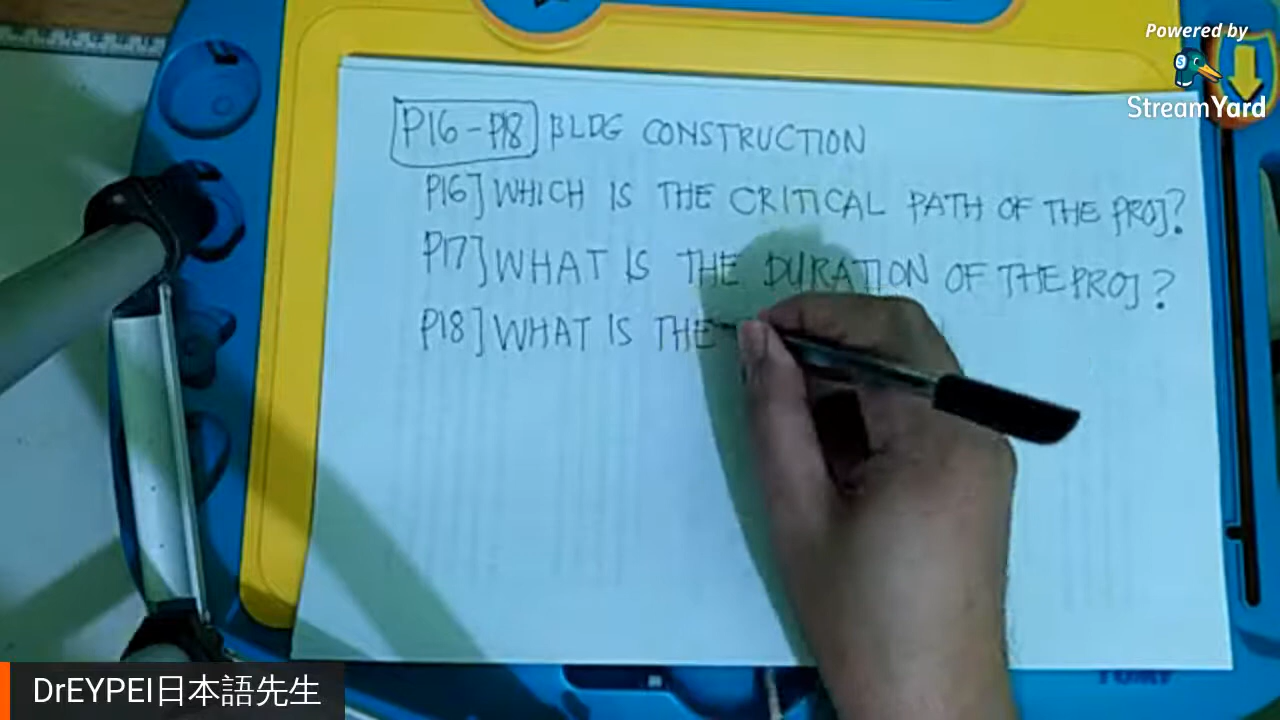 Powered by
StreamYard
P16-P18 BLDG CONSTRUCTION
P16] WHICH IS THE CRITICAL PATH OF THE PROJ?
P17] WHAT IS THE DURATION OF THE PROJ?
P18] WHAT IS THE
TOMY
DrEYPEI日本語先生